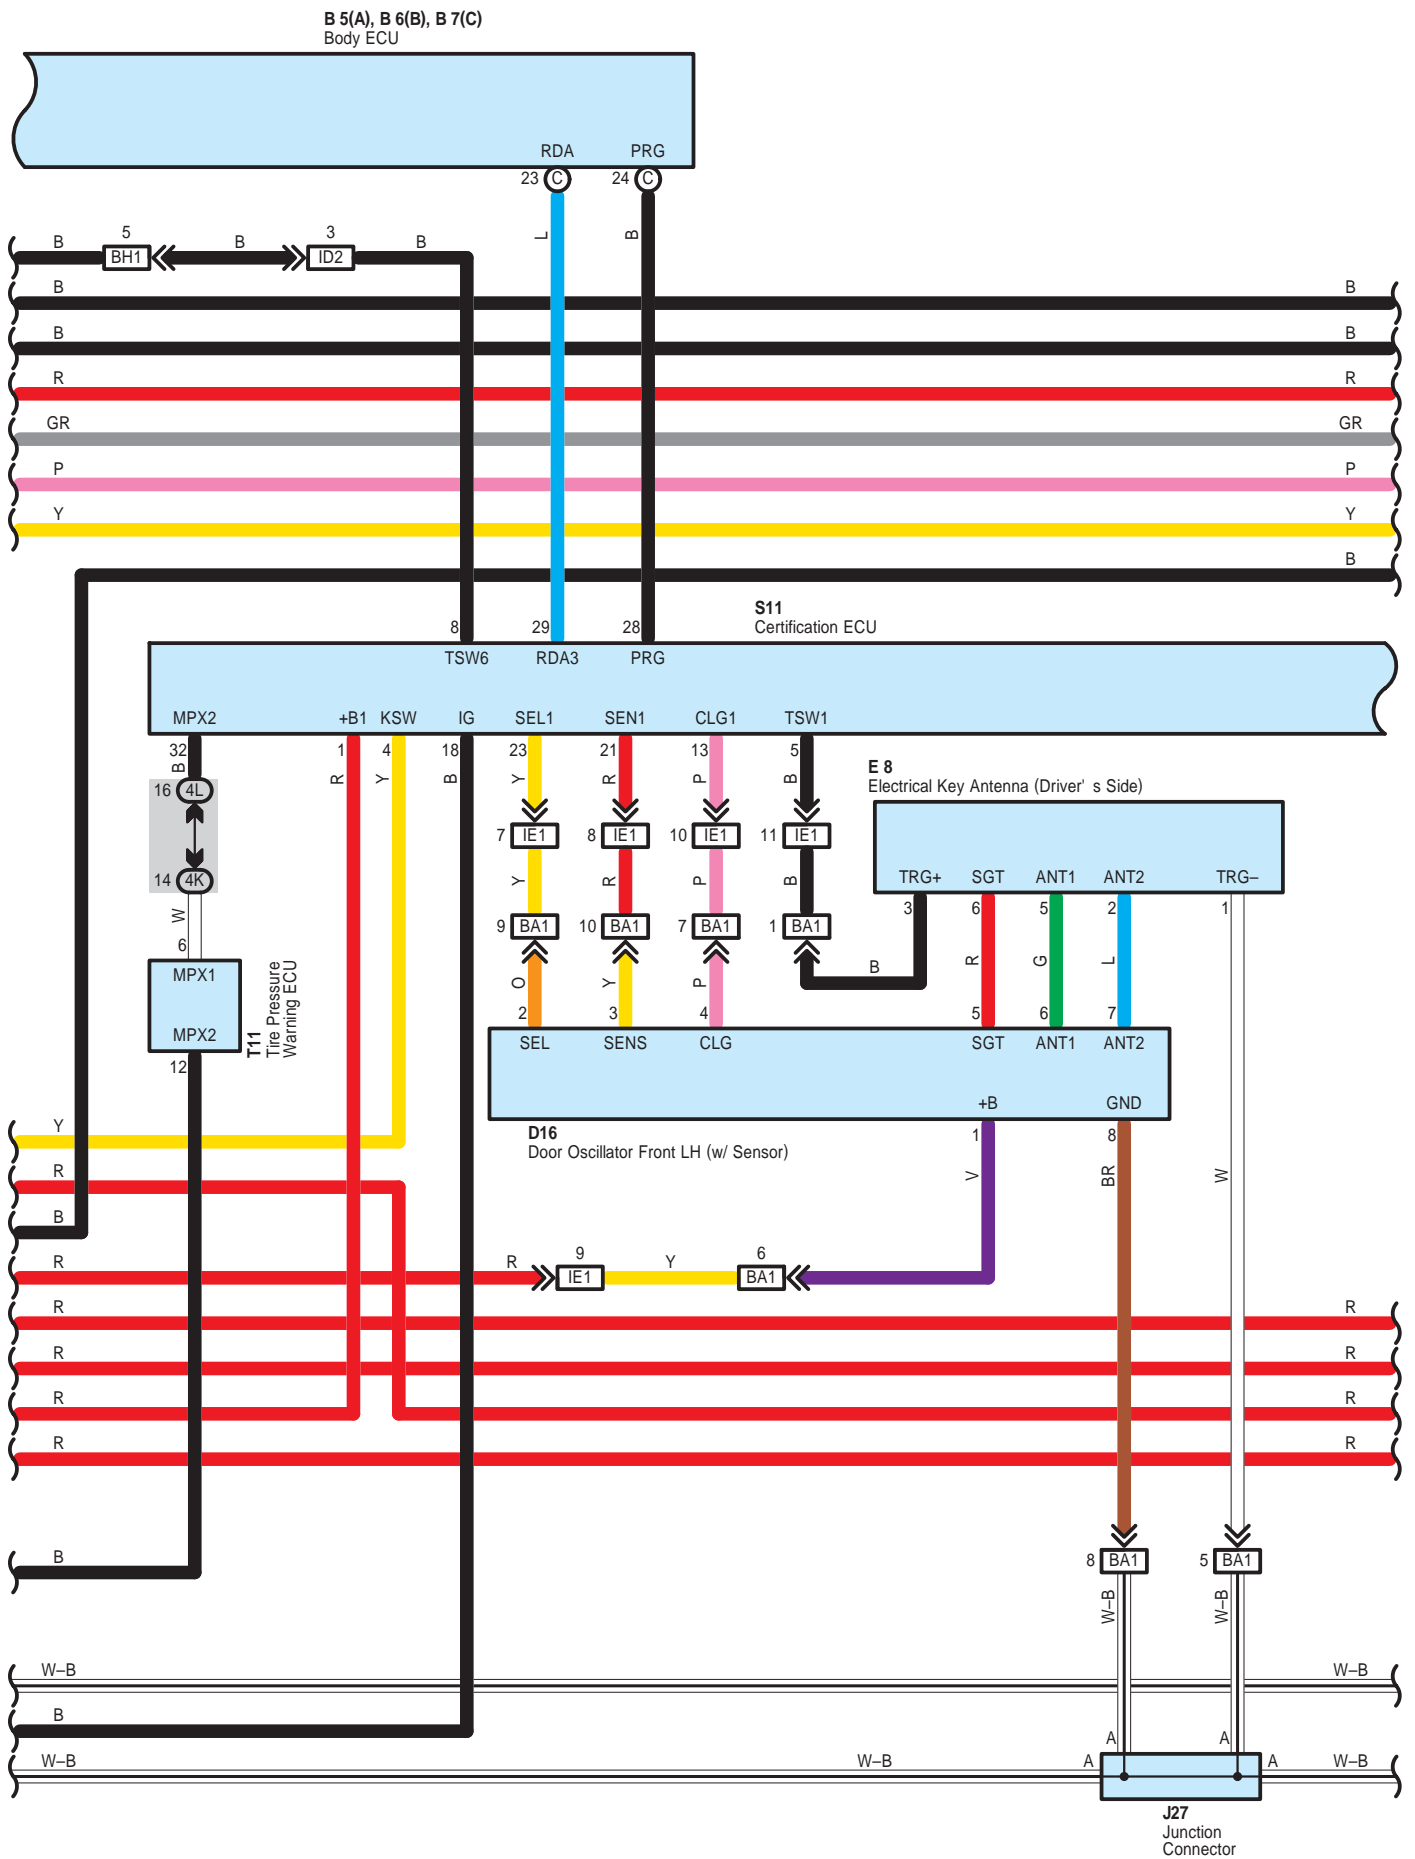 B 5(A), B 6(B), B 7(C)
Body ECU
RDA PRG
23 C 24 C
L B
5 3
B BH1 B ID2 B
B B
B B
R R
GR GR
P P
Y Y
B
S11
Certification ECU
8 29 28
TSW6 RDA3 PRG
MPX2 +B1 KSW IG SEL1 SEN1 CLG1 TSW1
32 1 4 18 23 21 13 5
B R Y B Y R P B
E 8
Electrical Key Antenna (Driver' s Side)
16 4L
7 IE1 8 IE1 10 IE1 11 IE1
14 4K
Y R P B
TRG+ SGT ANT1 ANT2 TRG–
3 6 5 2 1
W
9 BA1 10 BA1 7 BA1 1 BA1
6
MPX1
MPX2
T11
Tire Pressure
Warning ECU
12
O Y P B R G L
2 3 4 5 6 7
SEL SENS CLG SGT ANT1 ANT2
+B GND
D16
Door Oscillator Front LH (w/ Sensor)
1 8
V BR W
Y
R
B
9 6
R R IE1 Y BA1
R R
R R
R R
R R
8 BA1 5 BA1
B
W–B W–B
W–B W–B
B
A A
W–B W–B A A W–B
J27
Junction
Connector